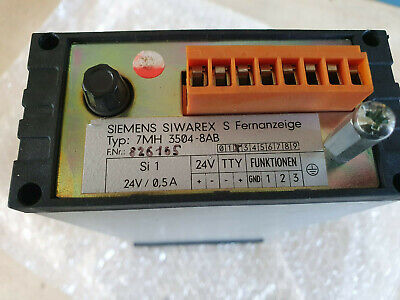 SIEMENS SIWAREX S Fernanzeige
Typ: 7MH 3504-8AB
F.Nr.: 826165
0 1 2 3 4 5 6 7 8 9
Si 1
24V / 0,5 A
24V TTY FUNKTIONEN
+ - + - GND 1 2 3